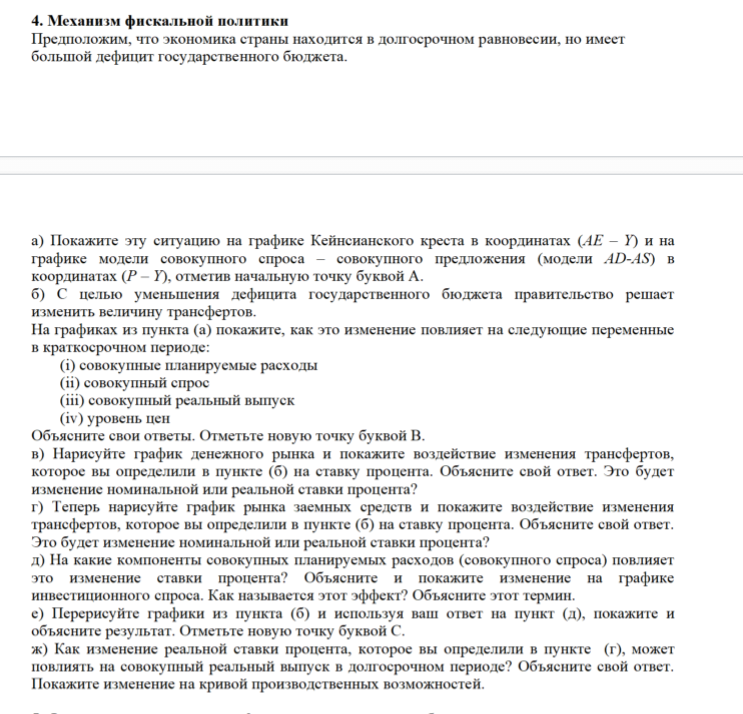 4. Механизм фискальной политики
Предположим, что экономика страны находится в долгосрочном равновесии, но имеет
большой дефицит государственного бюджета.
а) Покажите эту ситуацию на графике Кейнсианского креста в координатах (AE – Y) и на
графике модели совокупного спроса – совокупного предложения (модели AD-AS) в
координатах (P – Y), отметив начальную точку буквой А.
б) С целью уменьшения дефицита государственного бюджета правительство решает
изменить величину трансфертов.
На графиках из пункта (а) покажите, как это изменение повлияет на следующие переменные
в краткосрочном периоде:
(i) совокупные планируемые расходы
(ii) совокупный спрос
(iii) совокупный реальный выпуск
(iv) уровень цен
Объясните свои ответы. Отметьте новую точку буквой В.
в) Нарисуйте график денежного рынка и покажите воздействие изменения трансфертов,
которое вы определили в пункте (б) на ставку процента. Объясните свой ответ. Это будет
изменение номинальной или реальной ставки процента?
г) Теперь нарисуйте график рынка заемных средств и покажите воздействие изменения
трансфертов, которое вы определили в пункте (б) на ставку процента. Объясните свой ответ.
Это будет изменение номинальной или реальной ставки процента?
д) На какие компоненты совокупных планируемых расходов (совокупного спроса) повлияет
это изменение ставки процента? Объясните и покажите изменение на графике
инвестиционного спроса. Как называется этот эффект? Объясните этот термин.
е) Перерисуйте графики из пункта (б) и используя ваш ответ на пункт (д), покажите и
объясните результат. Отметьте новую точку буквой С.
ж) Как изменение реальной ставки процента, которое вы определили в пункте (г), может
повлиять на совокупный реальный выпуск в долгосрочном периоде? Объясните свой ответ.
Покажите изменение на кривой производственных возможностей.